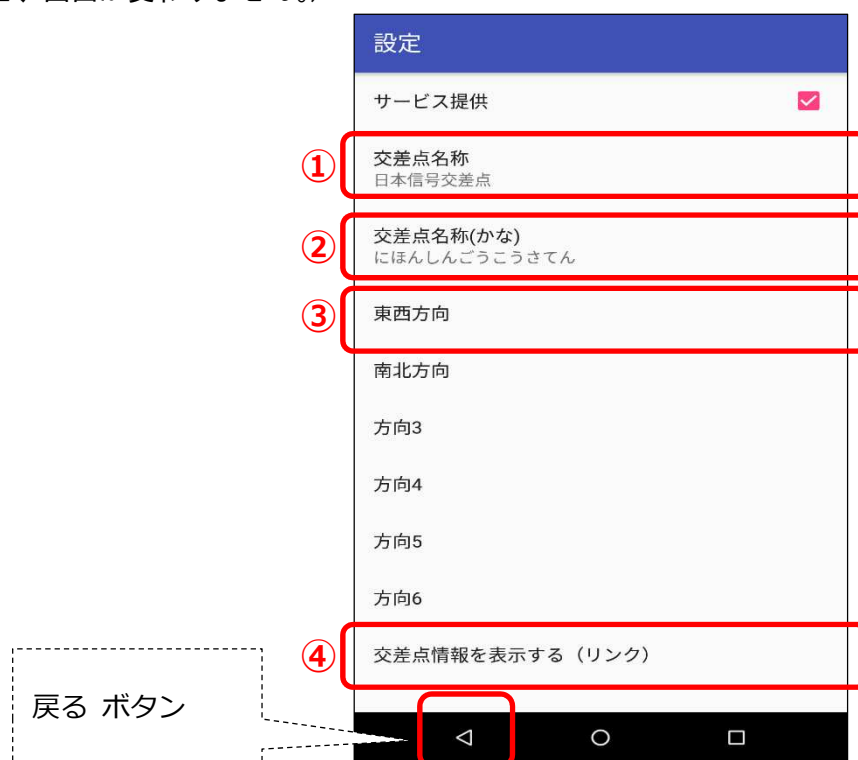 設定
サービス提供
①
交差点名称
日本信号交差点
②
交差点名称(かな)
にほんしんごうこうさてん
③
東西方向
南北方向
方向3
方向4
方向5
方向6
④
交差点情報を表示する（リンク）
戻る ボタン